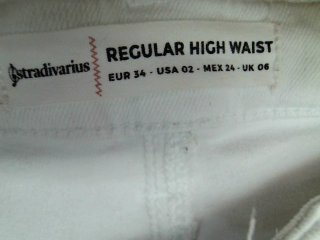 stradivarius
REGULAR HIGH WAIST
EUR 34 - USA 02 - MEX 24 - UK 06